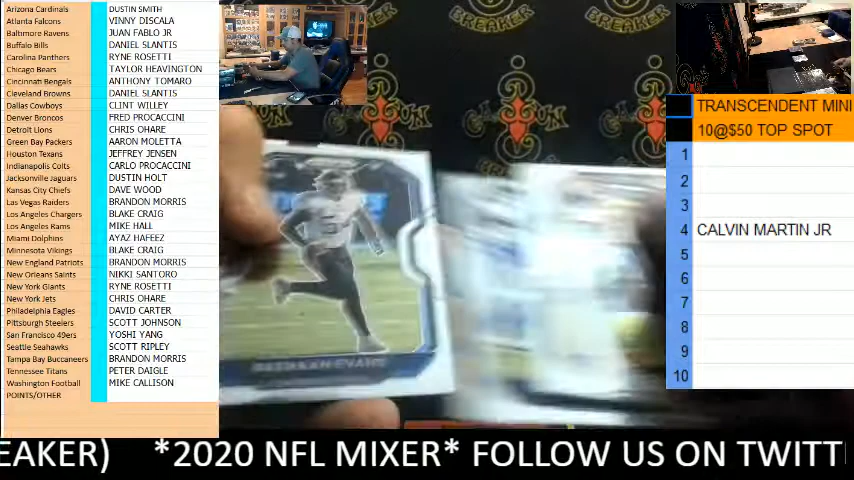 Arizona Cardinals DUSTIN SMITH
Atlanta Falcons VINNY DISCALA
Baltimore Ravens JUAN FABLO JR
Buffalo Bills DANIEL SLANTIS
Carolina Panthers RYNE ROSETTI
Chicago Bears TAYLOR HEAVINGTON
Cincinnati Bengals ANTHONY TOMARO
Cleveland Browns DANIEL SLANTIS
Dallas Cowboys CLINT WILLEY
Denver Broncos FRED PROCACCINI
Detroit Lions CHRIS OHARE
Green Bay Packers AARON MOLETTA
Houston Texans JEFFREY JENSEN
Indianapolis Colts CARLO PROCACCINI
Jacksonville Jaguars DUSTIN HOLT
Kansas City Chiefs DAVE WOOD
Las Vegas Raiders BRANDON MORRIS
Los Angeles Chargers BLAKE CRAIG
Los Angeles Rams MIKE HALL
Miami Dolphins AYAZ HAFEEZ
Minnesota Vikings BLAKE CRAIG
New England Patriots BRANDON MORRIS
New Orleans Saints NIKKI SANTORO
New York Giants RYNE ROSETTI
New York Jets CHRIS OHARE
Philadelphia Eagles DAVID CARTER
Pittsburgh Steelers SCOTT JOHNSON
San Francisco 49ers YOSHI YANG
Seattle Seahawks SCOTT RIPLEY
Tampa Bay Buccaneers BRANDON MORRIS
Tennessee Titans PETER DAIGLE
Washington Football MIKE CALLISON
POINTS/OTHER
BREAKER
TRANSCENDENT MINI
10@$50 TOP SPOT
1
2
3
4 CALVIN MARTIN JR
5
6
7
8
9
10
EAKER) *2020 NFL MIXER* FOLLOW US ON TWITT